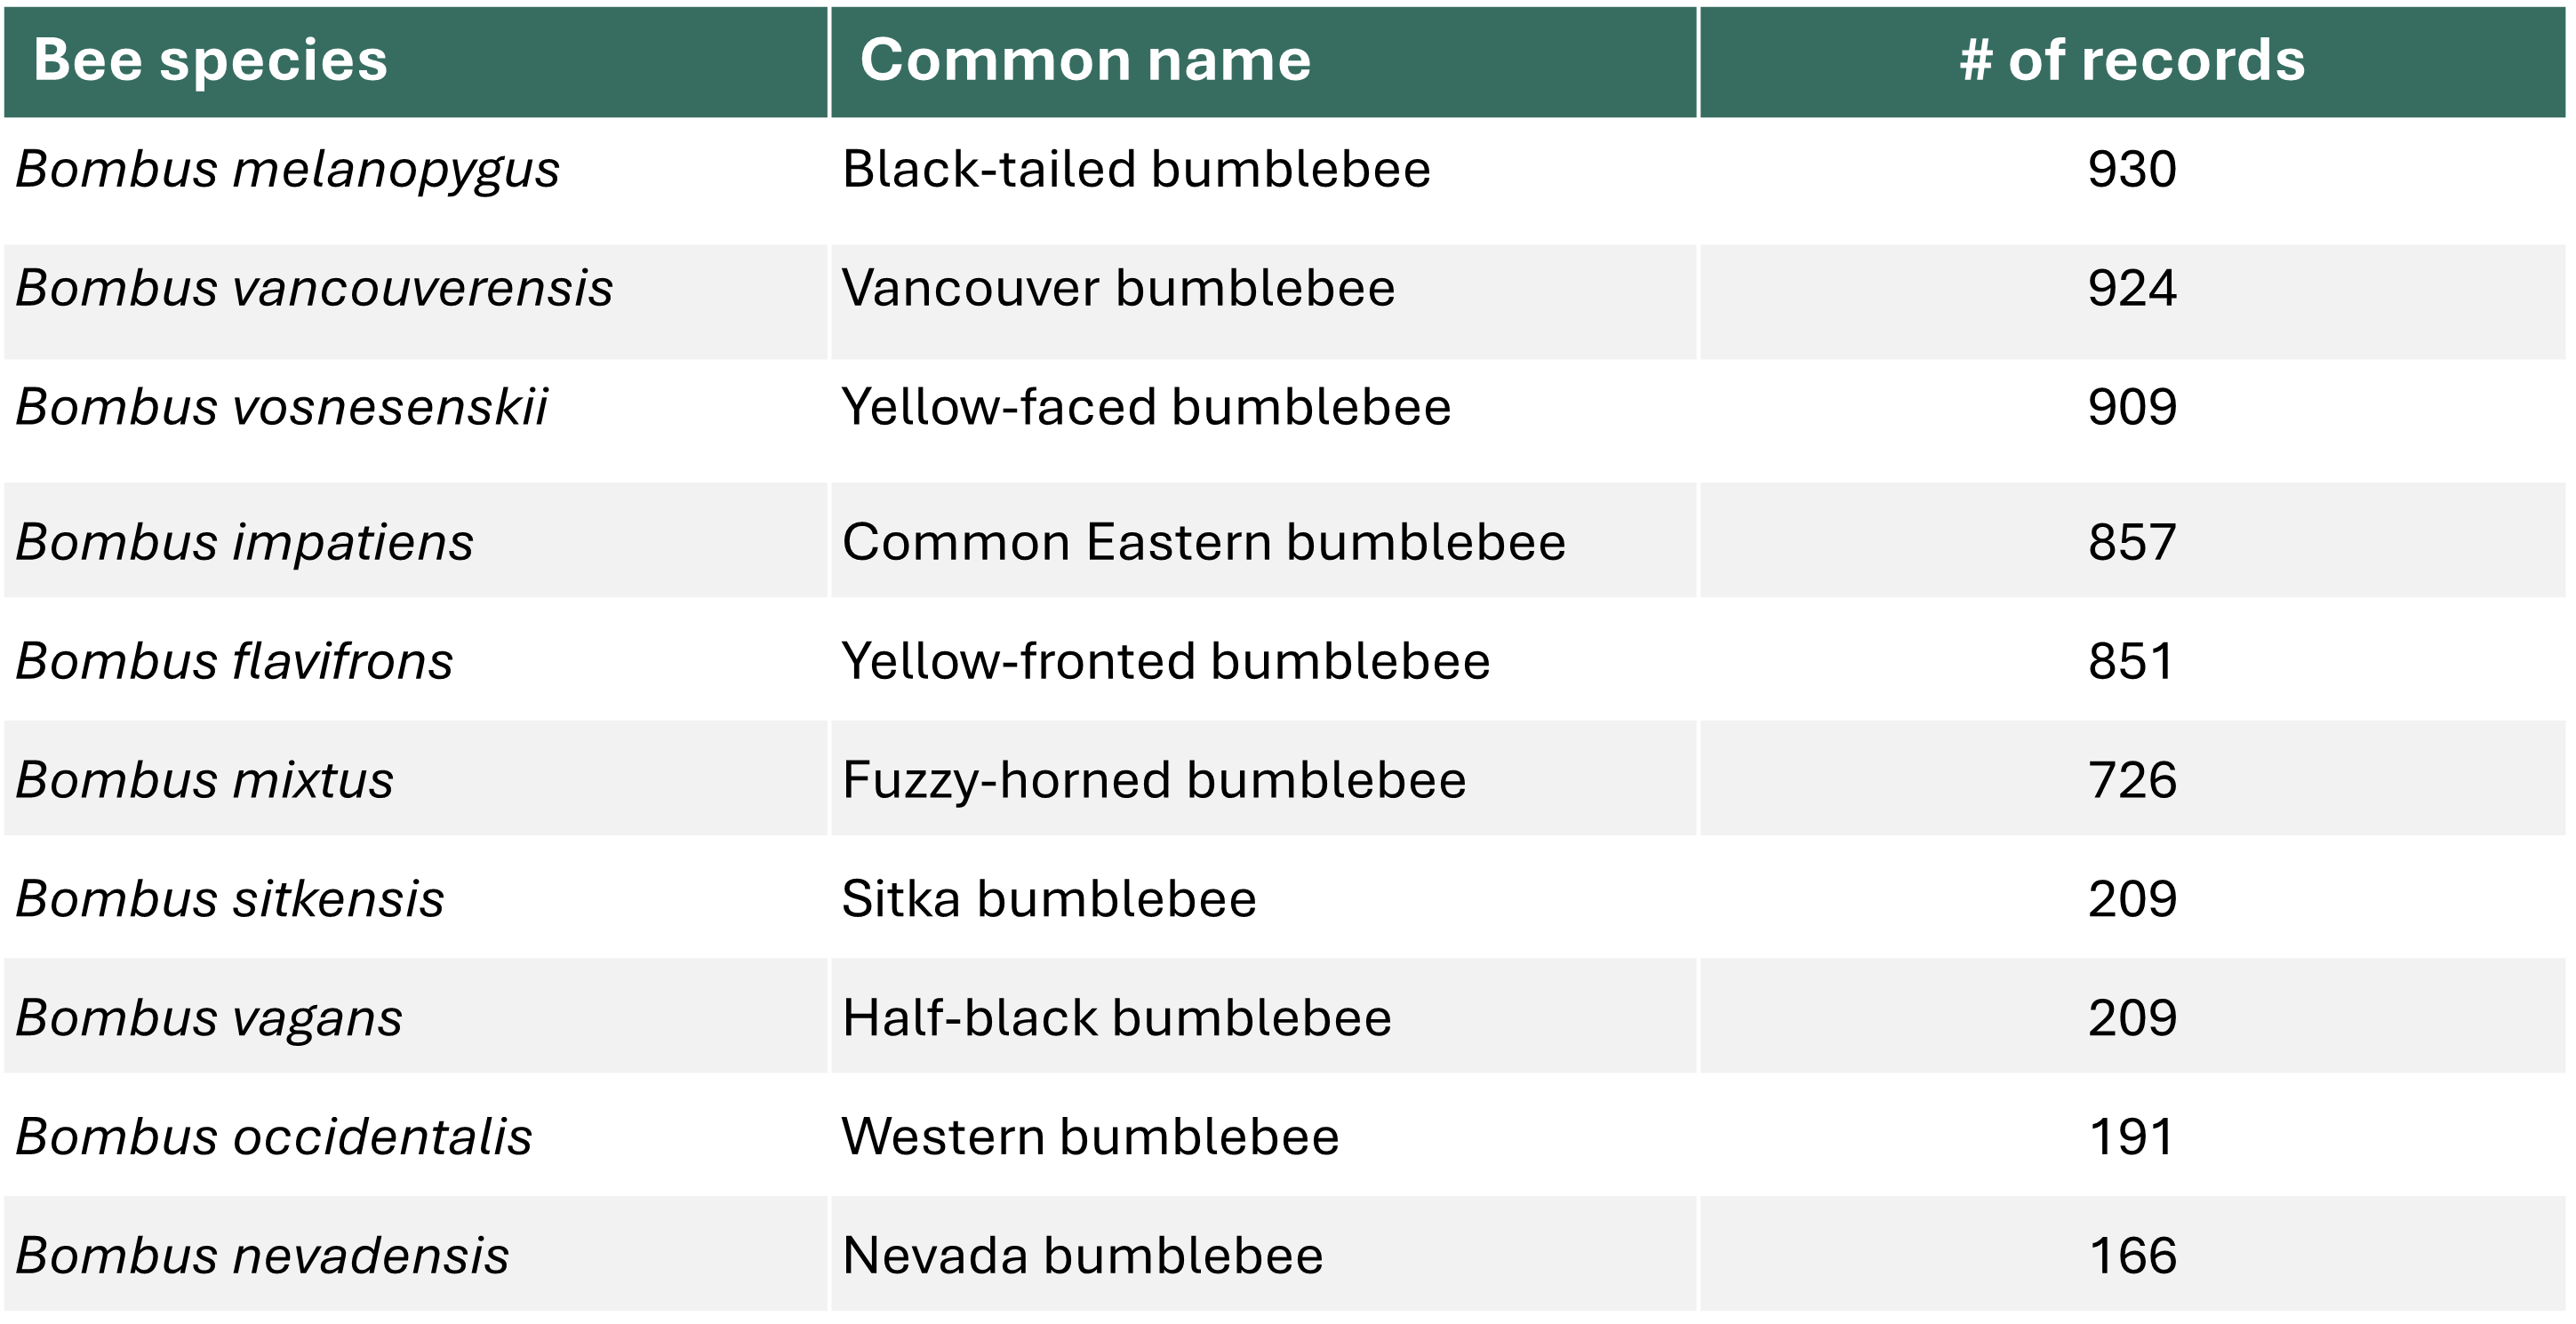 Bee species Common name # of records
Bombus melanopygus Black-tailed bumblebee 930
Bombus vancouverensis Vancouver bumblebee 924
Bombus vosnesenskii Yellow-faced bumblebee 909
Bombus impatiens Common Eastern bumblebee 857
Bombus flavifrons Yellow-fronted bumblebee 851
Bombus mixtus Fuzzy-horned bumblebee 726
Bombus sitkensis Sitka bumblebee 209
Bombus vagans Half-black bumblebee 209
Bombus occidentalis Western bumblebee 191
Bombus nevadensis Nevada bumblebee 166